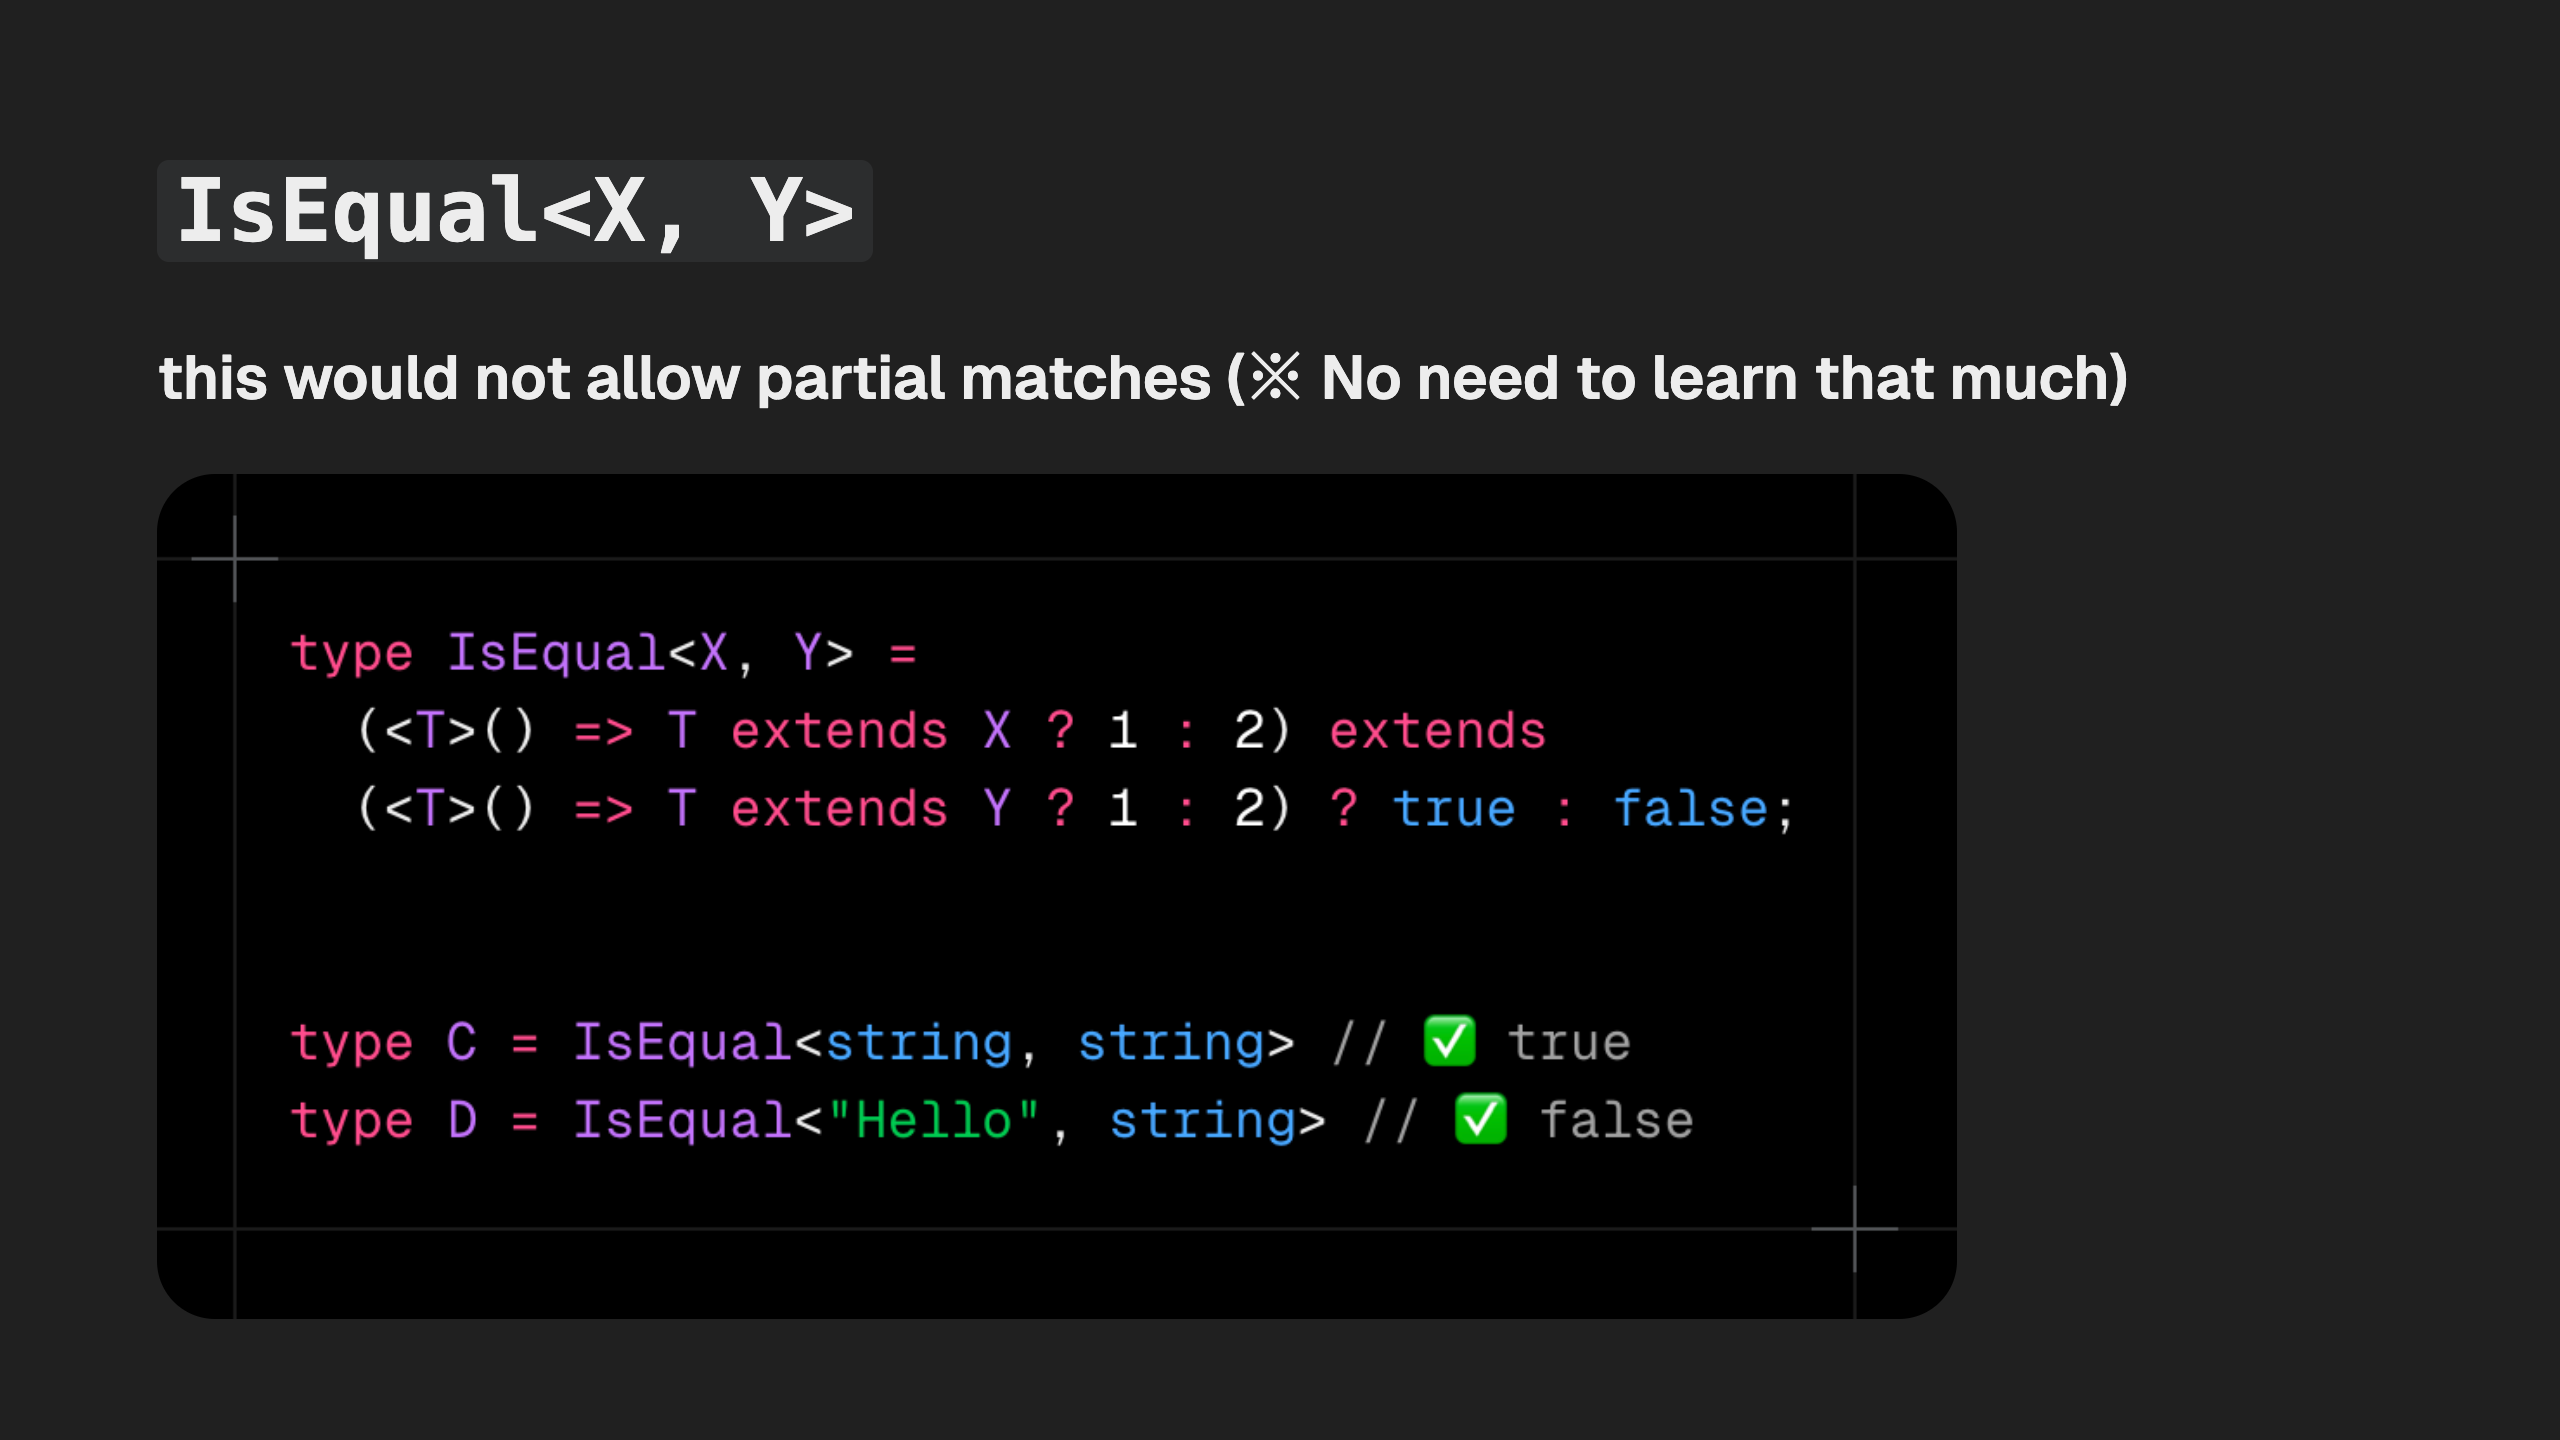 IsEqual<X, Y>
this would not allow partial matches (※ No need to learn that much)
type IsEqual<X, Y> =
(<T>() => T extends X ? 1 : 2) extends
(<T>() => T extends Y ? 1 : 2) ? true : false;
type C = IsEqual<string, string> // ✅ true
type D = IsEqual<"Hello", string> // ✅ false